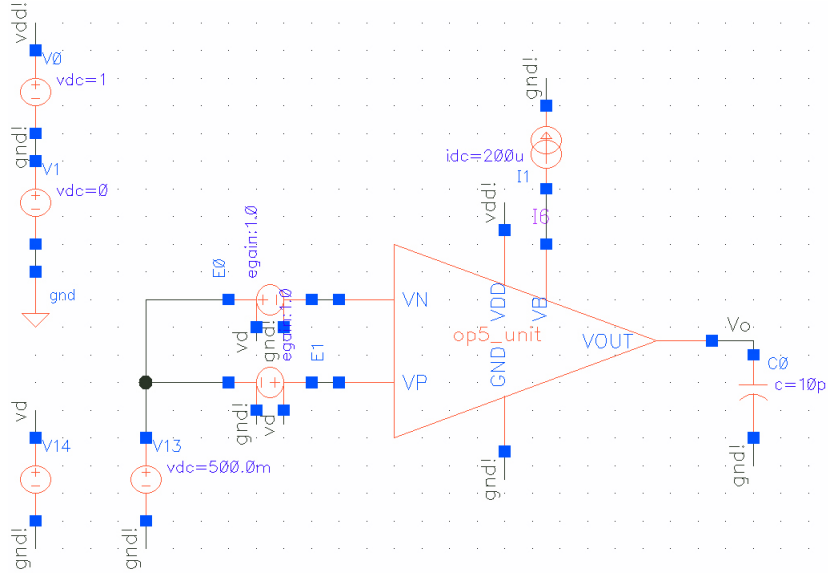 vdd!
V0
vdc=1
gnd!
V1
vdc=0
gnd
vd
V14
gnd!
V13
vdc=500.0m
gnd!
E0
egain:1.0
vd
gnd!
egain:1.0
E1
gnd!
vd
VN
VP
op5_unit
VDD
VB
GND
VOUT
gnd!
idc=200u
I1
I6
vdd!
gnd!
Vo
C0
c=10p
gnd!